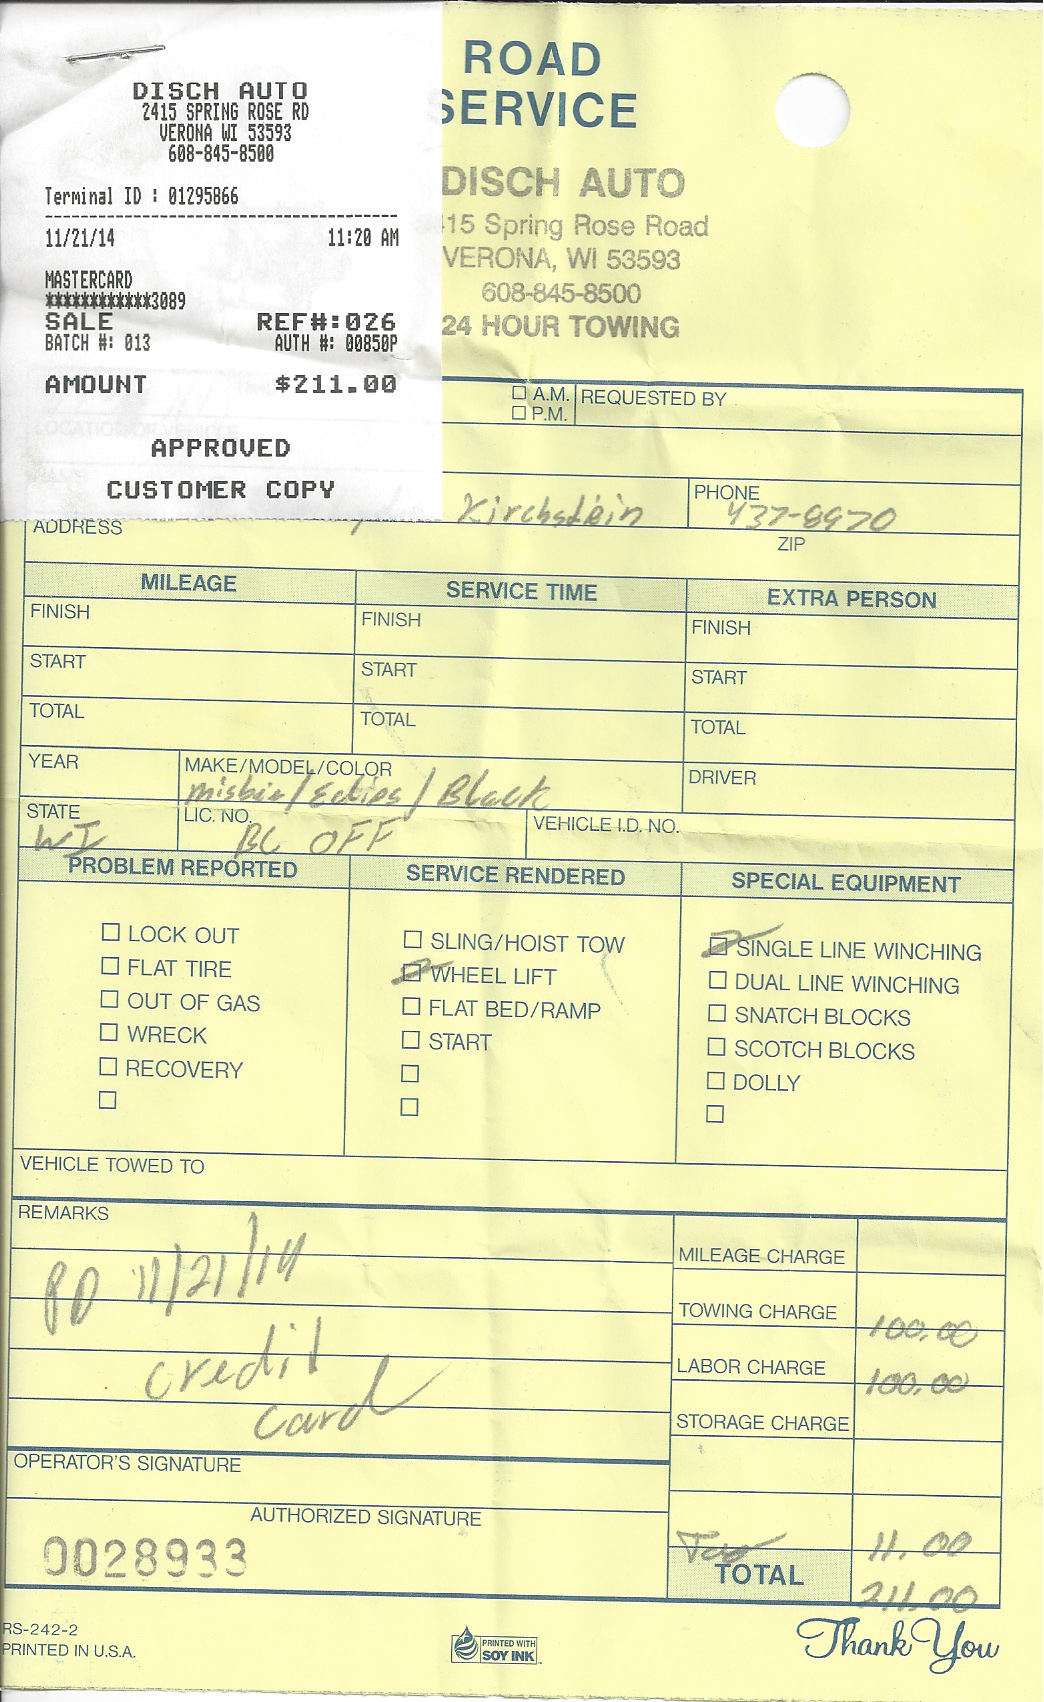 DISCH AUTO
2415 SPRING ROSE RD
VERONA WI 53593
608-845-8500
Terminal ID : 01295866
11/21/14 11:20 AM
MASTERCARD
************3089
SALE REF#:026
BATCH #: 013 AUTH #: 00850P
AMOUNT $211.00
APPROVED
CUSTOMER COPY
ROAD
SERVICE
DISCH AUTO
15 Spring Rose Road
VERONA, WI 53593
608-845-8500
24 HOUR TOWING
A.M. REQUESTED BY
P.M.
PHONE
Kirchstein 437-8970
ADDRESS ZIP
MILEAGE SERVICE TIME EXTRA PERSON
FINISH FINISH FINISH
START START START
TOTAL TOTAL TOTAL
YEAR MAKE/MODEL/COLOR DRIVER
/ Black
STATE LIC. NO. VEHICLE I.D. NO.
WI BC OFF
PROBLEM REPORTED SERVICE RENDERED SPECIAL EQUIPMENT
LOCK OUT SLING/HOIST TOW SINGLE LINE WINCHING
FLAT TIRE WHEEL LIFT DUAL LINE WINCHING
OUT OF GAS FLAT BED/RAMP SNATCH BLOCKS
WRECK START SCOTCH BLOCKS
RECOVERY DOLLY
VEHICLE TOWED TO
REMARKS
PD 11/21/14
credit
card
MILEAGE CHARGE
TOWING CHARGE 100.00
LABOR CHARGE 100.00
STORAGE CHARGE
OPERATOR'S SIGNATURE
AUTHORIZED SIGNATURE
0028933
Tax 11.00
TOTAL 211.00
RS-242-2
PRINTED IN U.S.A.
PRINTED WITH
SOY INK
Thank You